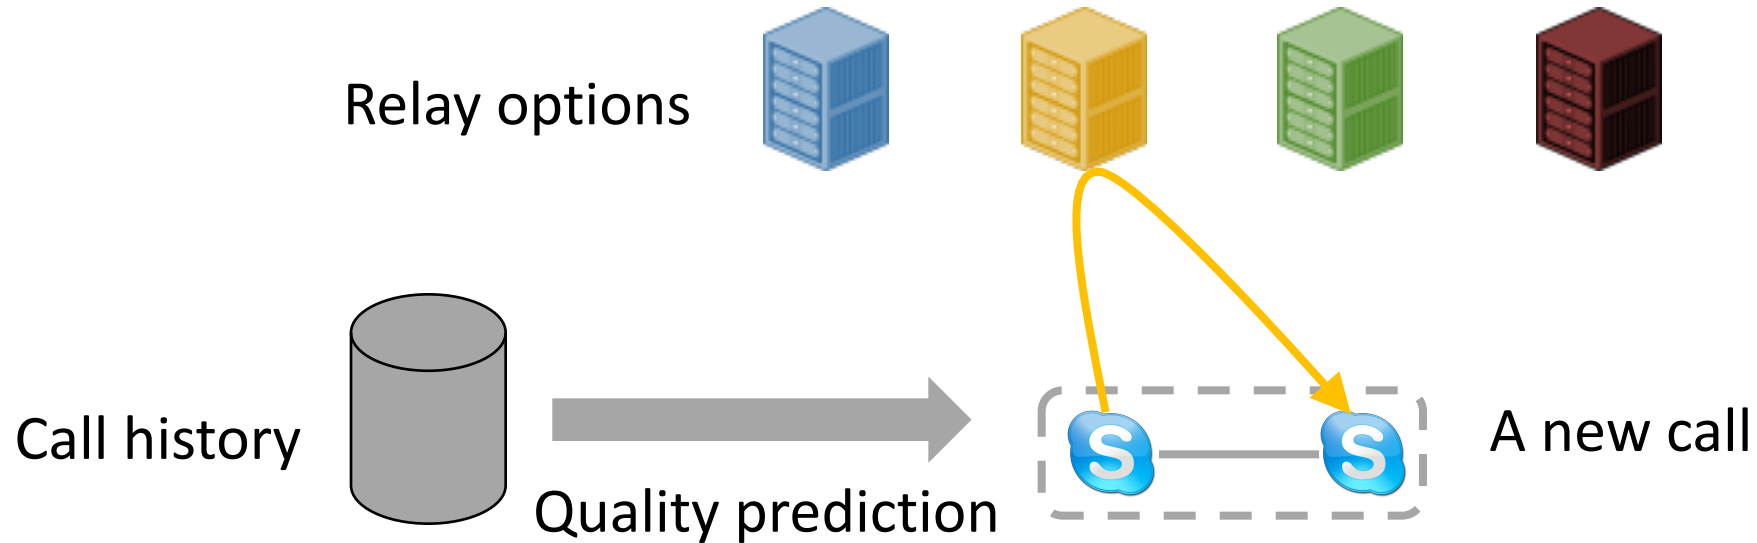 Relay options
Call history
Quality prediction
S
S
A new call